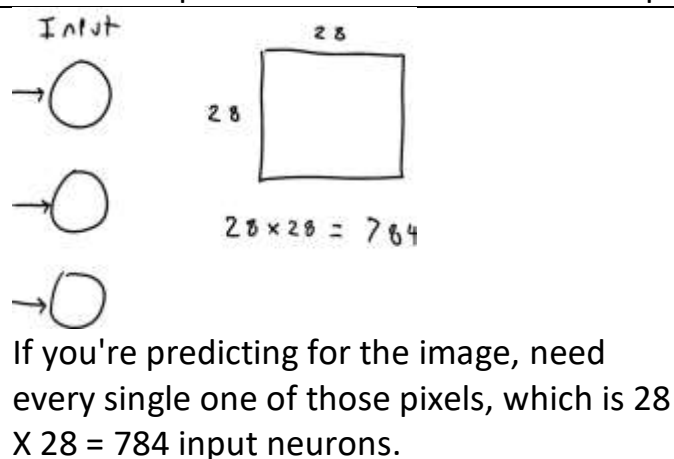 Input
28
28
28 × 28 = 784
If you're predicting for the image, need
every single one of those pixels, which is 28
X 28 = 784 input neurons.